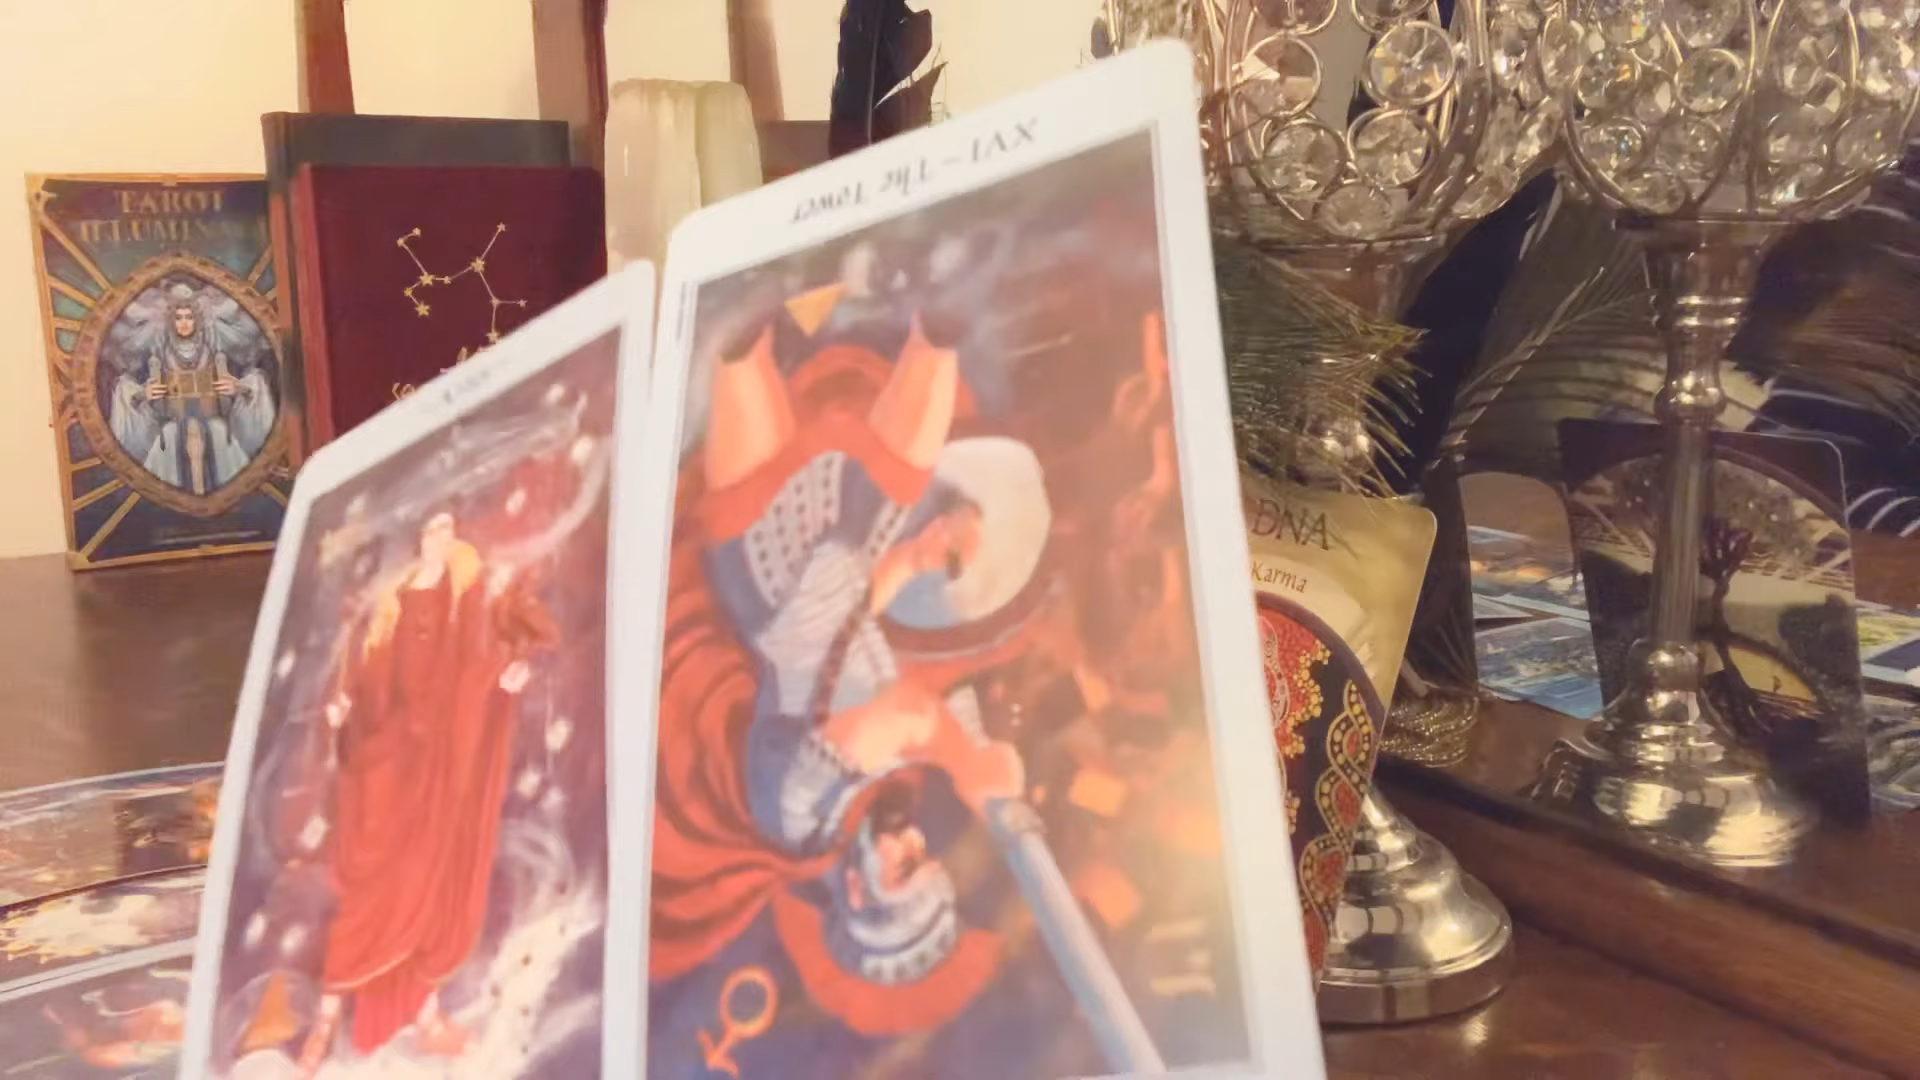 TAROT
ILLUMINATI
XVI - The Tower
DNA
Karma